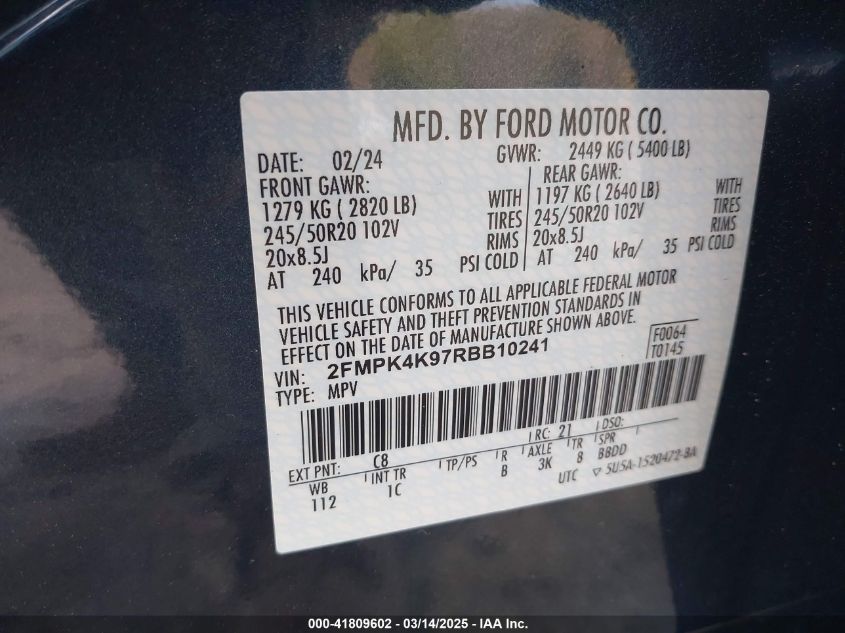 MFD. BY FORD MOTOR CO.
DATE: 02/24 GVWR: 2449 KG ( 5400 LB)
FRONT GAWR: REAR GAWR:
1279 KG ( 2820 LB) WITH 1197 KG ( 2640 LB) WITH
245/50R20 102V TIRES 245/50R20 102V TIRES
20x8.5J RIMS 20x8.5J RIMS
AT 240 kPa/ 35 PSI COLD AT 240 kPa/ 35 PSI COLD
THIS VEHICLE CONFORMS TO ALL APPLICABLE FEDERAL MOTOR
VEHICLE SAFETY AND THEFT PREVENTION STANDARDS IN
EFFECT ON THE DATE OF MANUFACTURE SHOWN ABOVE.
F0064
T0145
VIN: 2FMPK4K97RBB10241
TYPE: MPV
EXT PNT: C8 RC: 21 DSO:
WB INT TR TP/PS R AXLE TR SPR
112 1C B 3K 8 BBDD
UTC ▽ 5U5A-1520472-BA
000-41809602 - 03/14/2025 - IAA Inc.